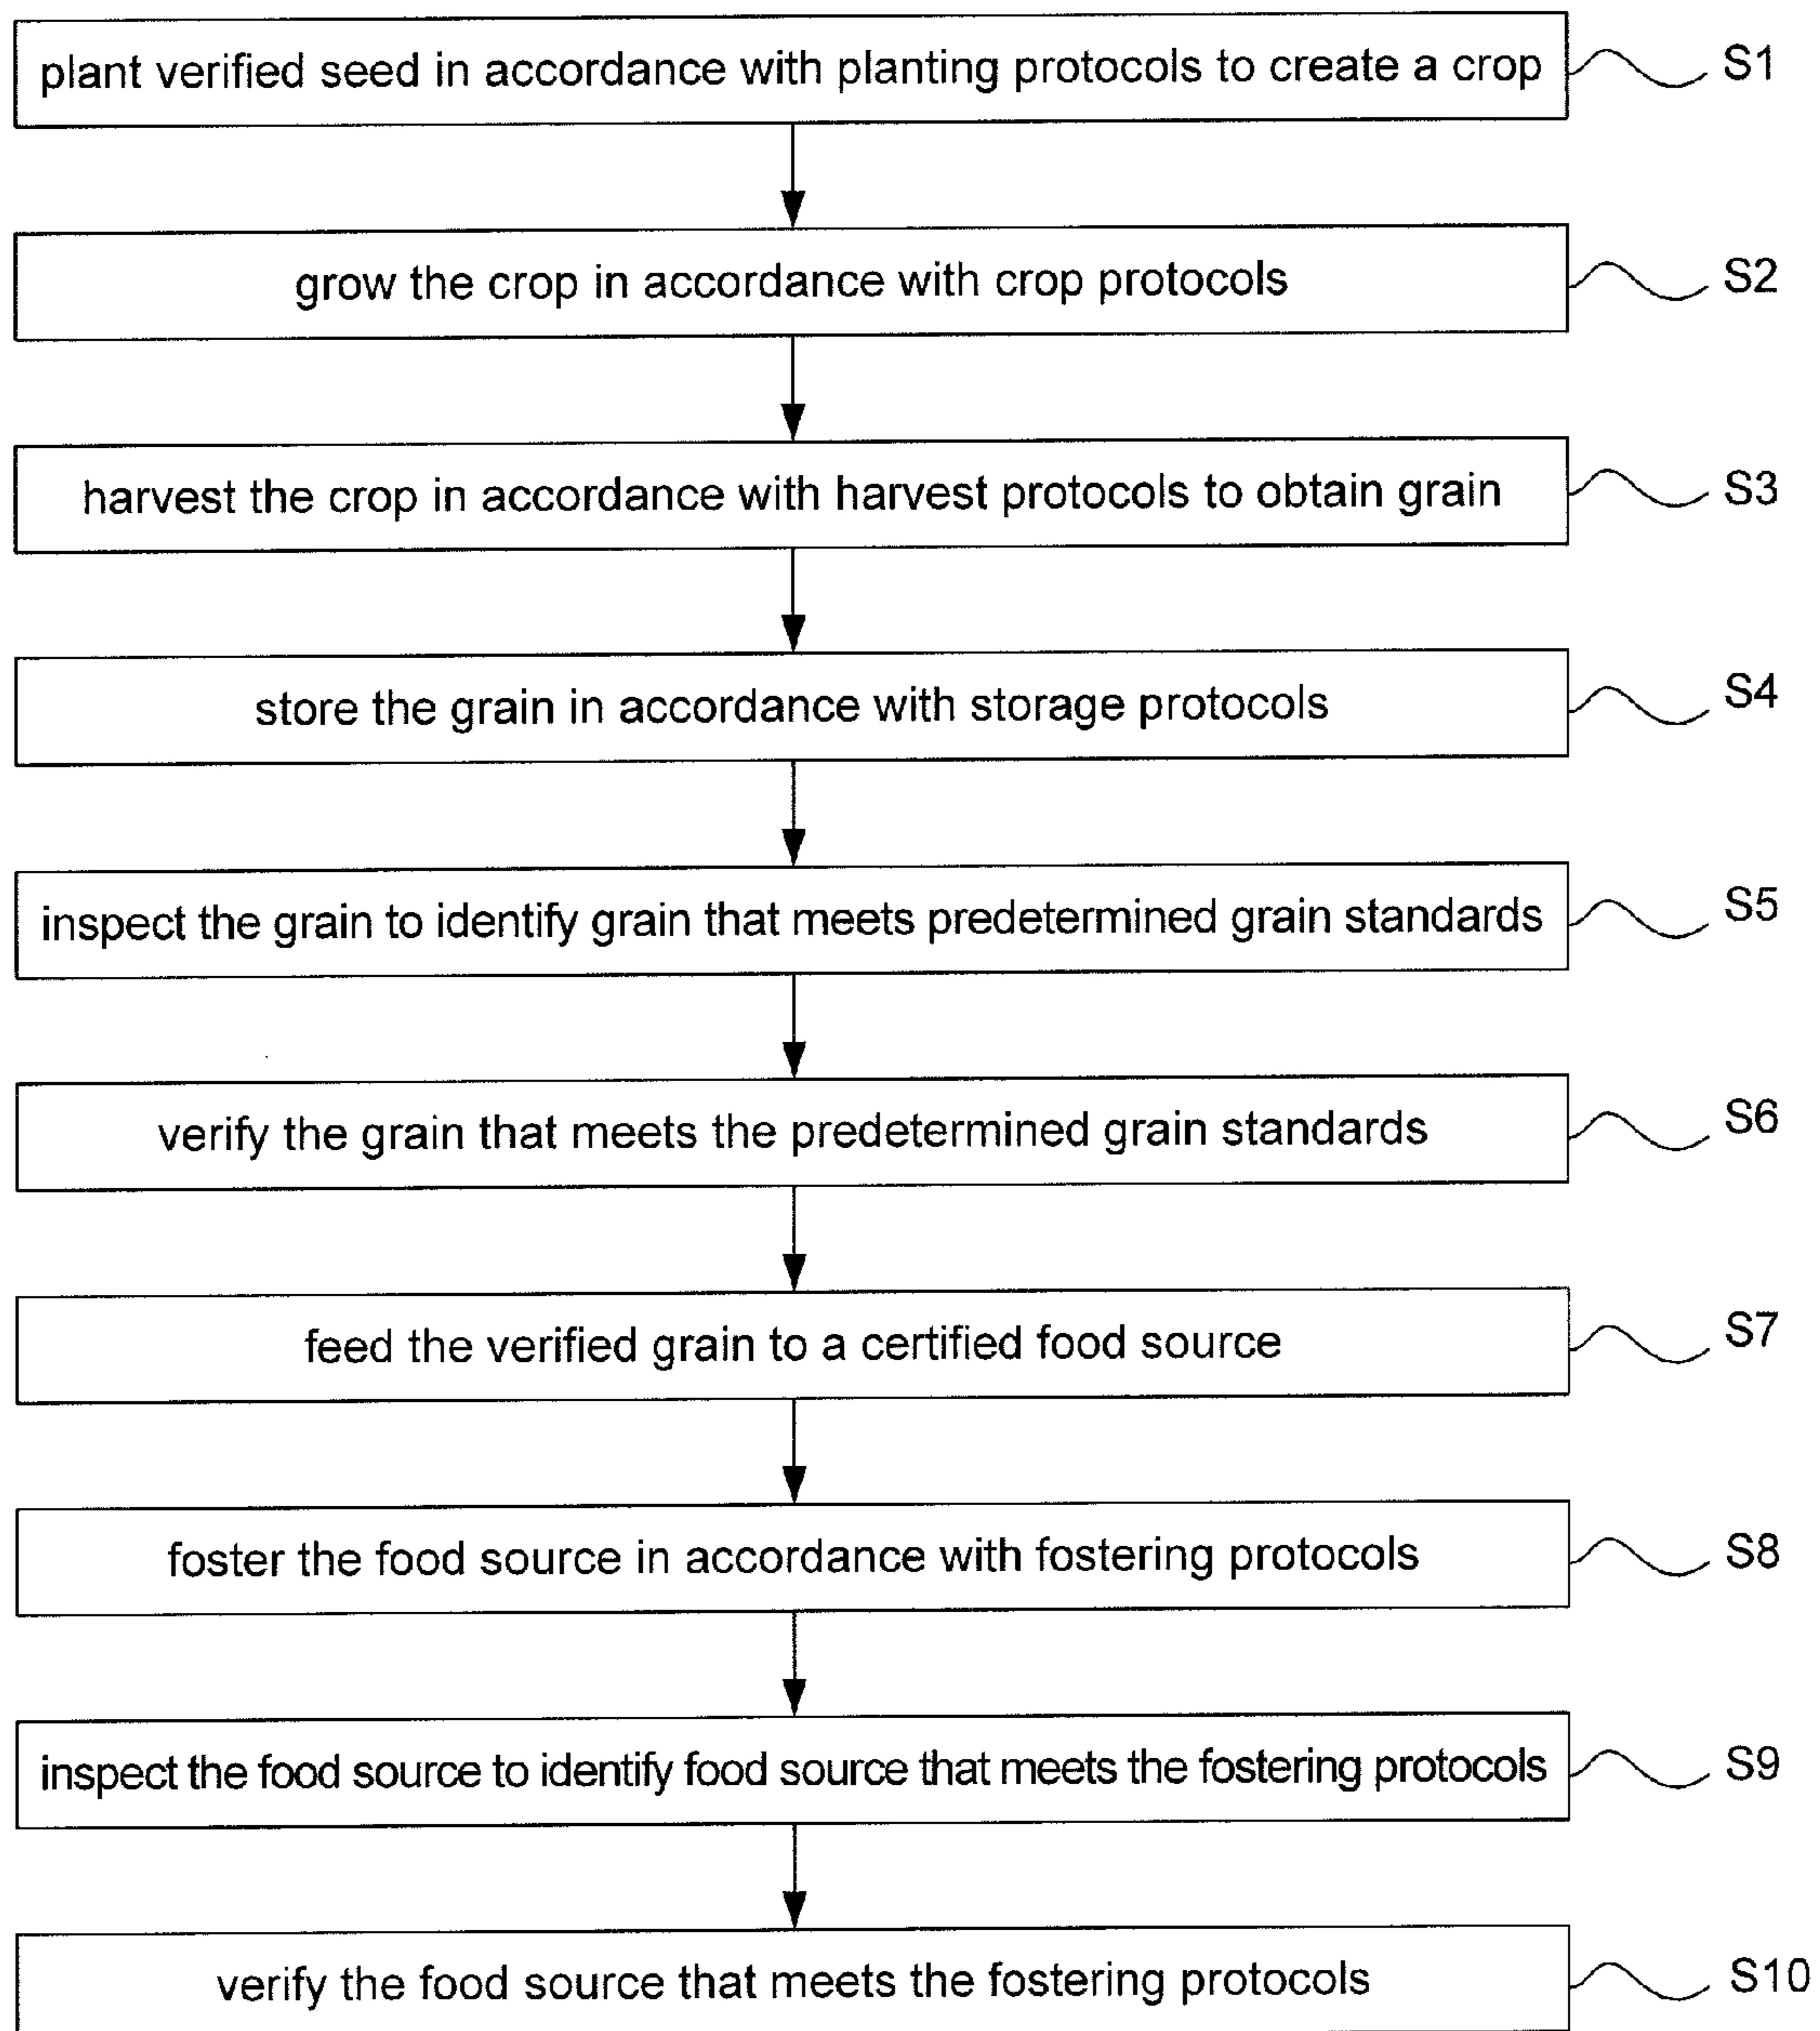 plant verified seed in accordance with planting protocols to create a crop S1
grow the crop in accordance with crop protocols S2
harvest the crop in accordance with harvest protocols to obtain grain S3
store the grain in accordance with storage protocols S4
inspect the grain to identify grain that meets predetermined grain standards S5
verify the grain that meets the predetermined grain standards S6
feed the verified grain to a certified food source S7
foster the food source in accordance with fostering protocols S8
inspect the food source to identify food source that meets the fostering protocols S9
verify the food source that meets the fostering protocols S10